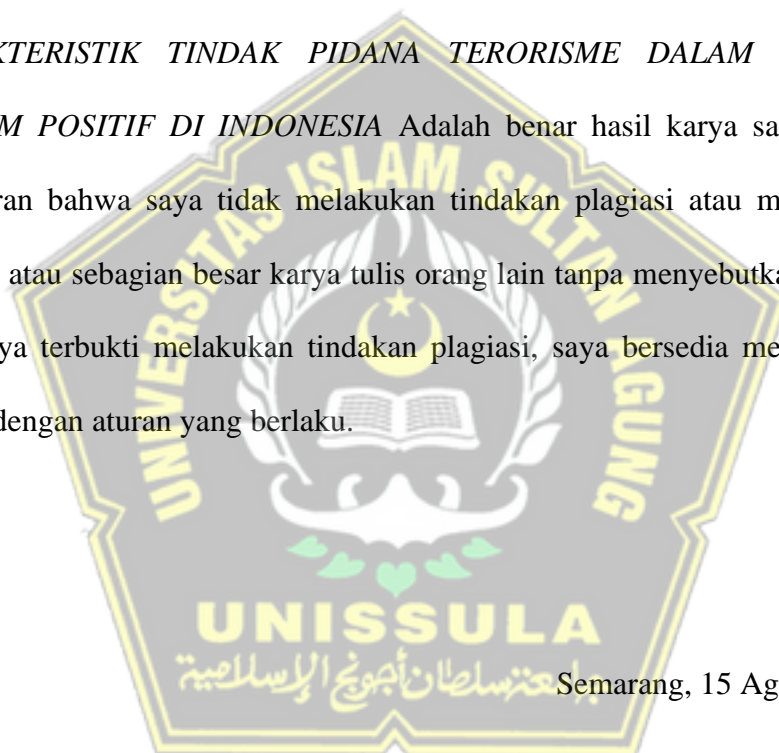 KTERISTIK TINDAK PIDANA TERORISME DALAM
M POSITIF DI INDONESIA Adalah benar hasil karya sa
ran bahwa saya tidak melakukan tindakan plagiasi atau m
atau sebagian besar karya tulis orang lain tanpa menyebutka
ya terbukti melakukan tindakan plagiasi, saya bersedia me
dengan aturan yang berlaku.
UNIVERSITAS ISLAM SULTAN AGUNG
UNISSULA
جامعة سلطان أجونج الإسلامية
Semarang, 15 Ag